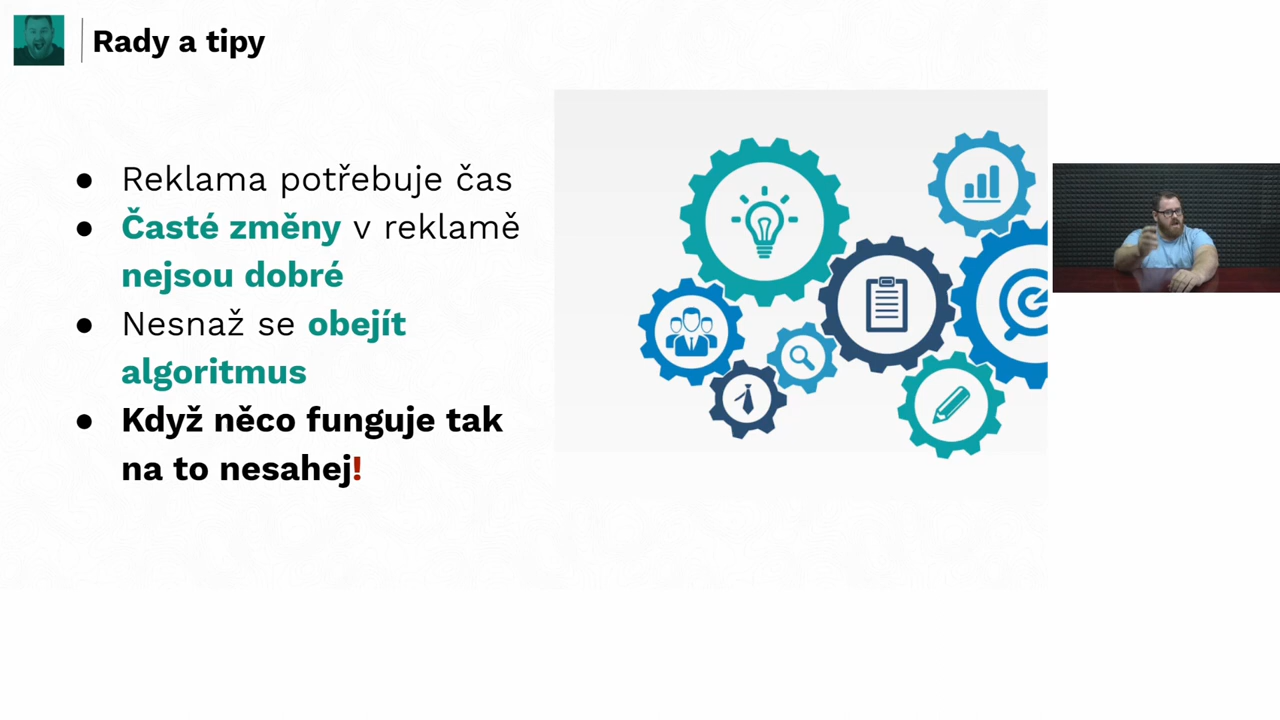 Rady a tipy
● Reklama potřebuje čas
● Časté změny v reklamě
nejsou dobré
● Nesnaž se obejít
algoritmus
● Když něco funguje tak
na to nesahej!